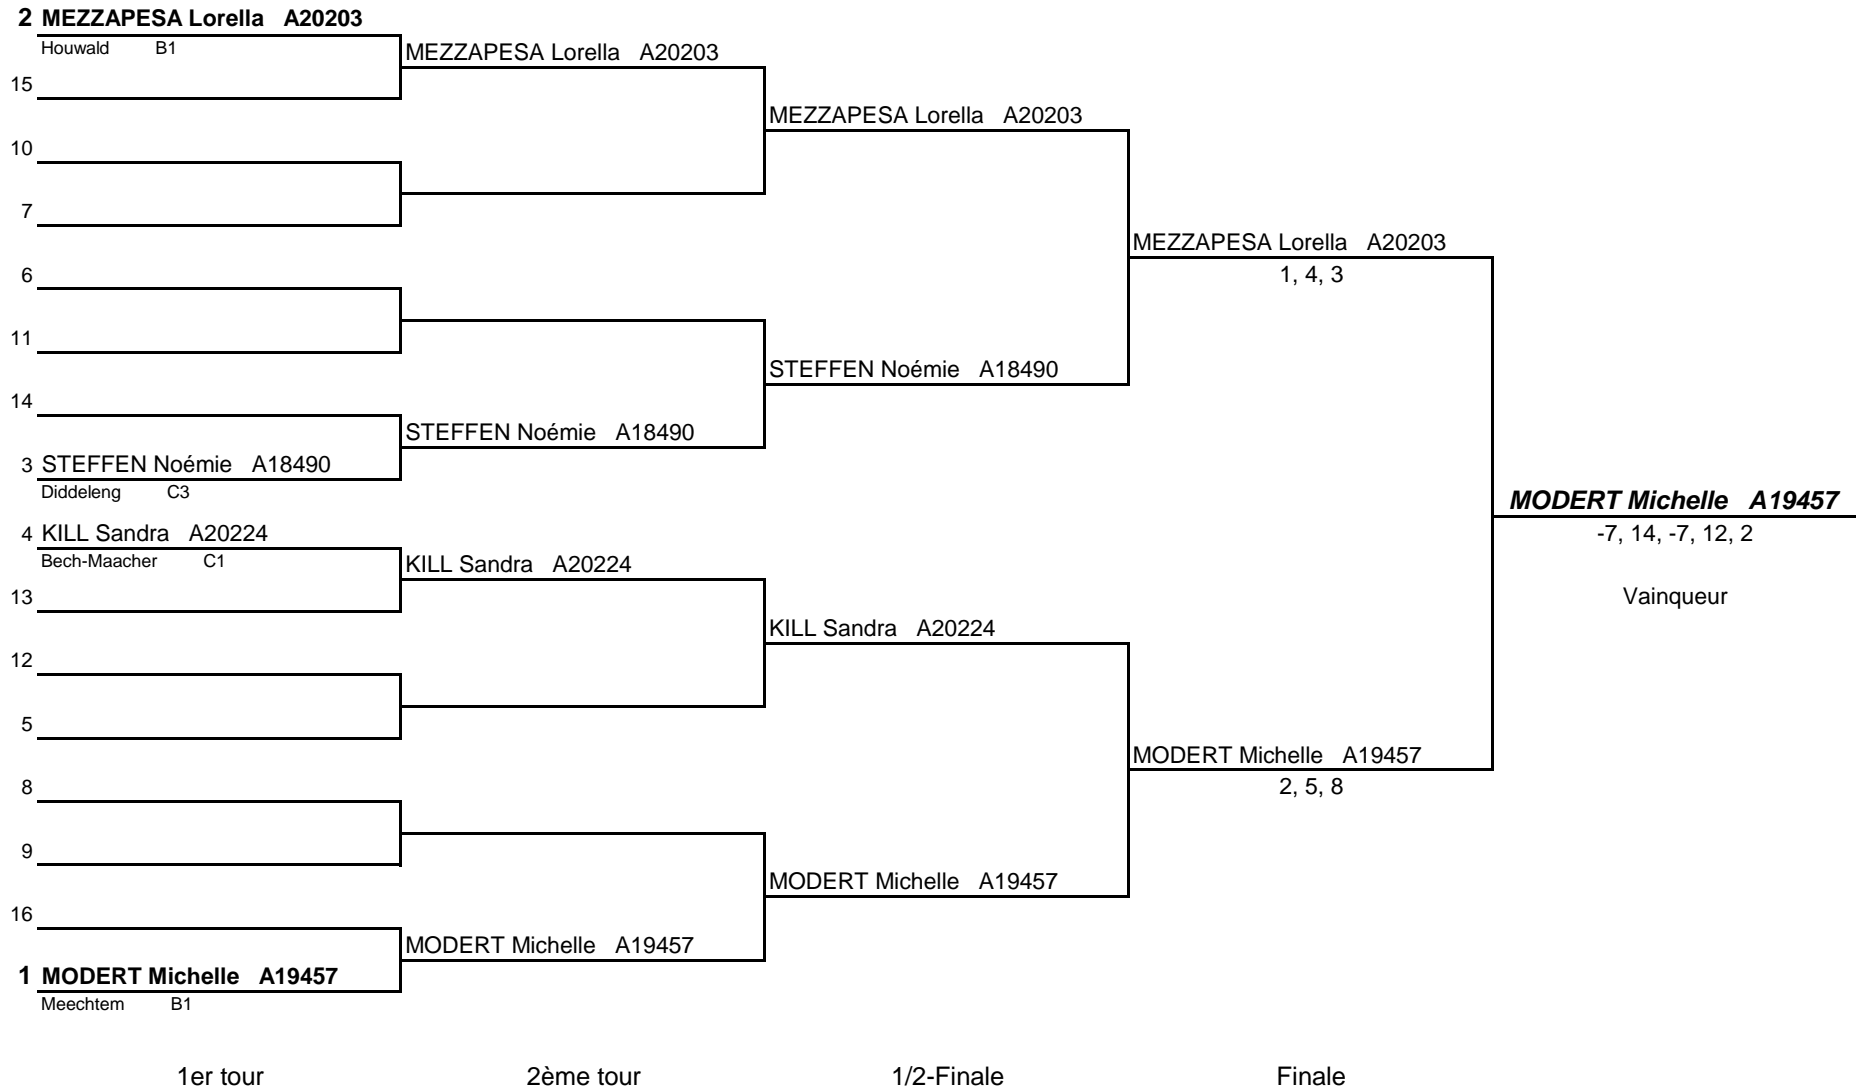 2 MEZZAPESA Lorella A20203
Houwald B1
MEZZAPESA Lorella A20203
15
MEZZAPESA Lorella A20203
10
7
MEZZAPESA Lorella A20203
1, 4, 3
6
11
STEFFEN Noémie A18490
14
STEFFEN Noémie A18490
3 STEFFEN Noémie A18490
Diddeleng C3
MODERT Michelle A19457
-7, 14, -7, 12, 2
4 KILL Sandra A20224
Bech-Maacher C1
KILL Sandra A20224
13
Vainqueur
KILL Sandra A20224
12
5
MODERT Michelle A19457
2, 5, 8
8
9
MODERT Michelle A19457
16
MODERT Michelle A19457
1 MODERT Michelle A19457
Meechtem B1
1er tour 2ème tour 1/2-Finale Finale